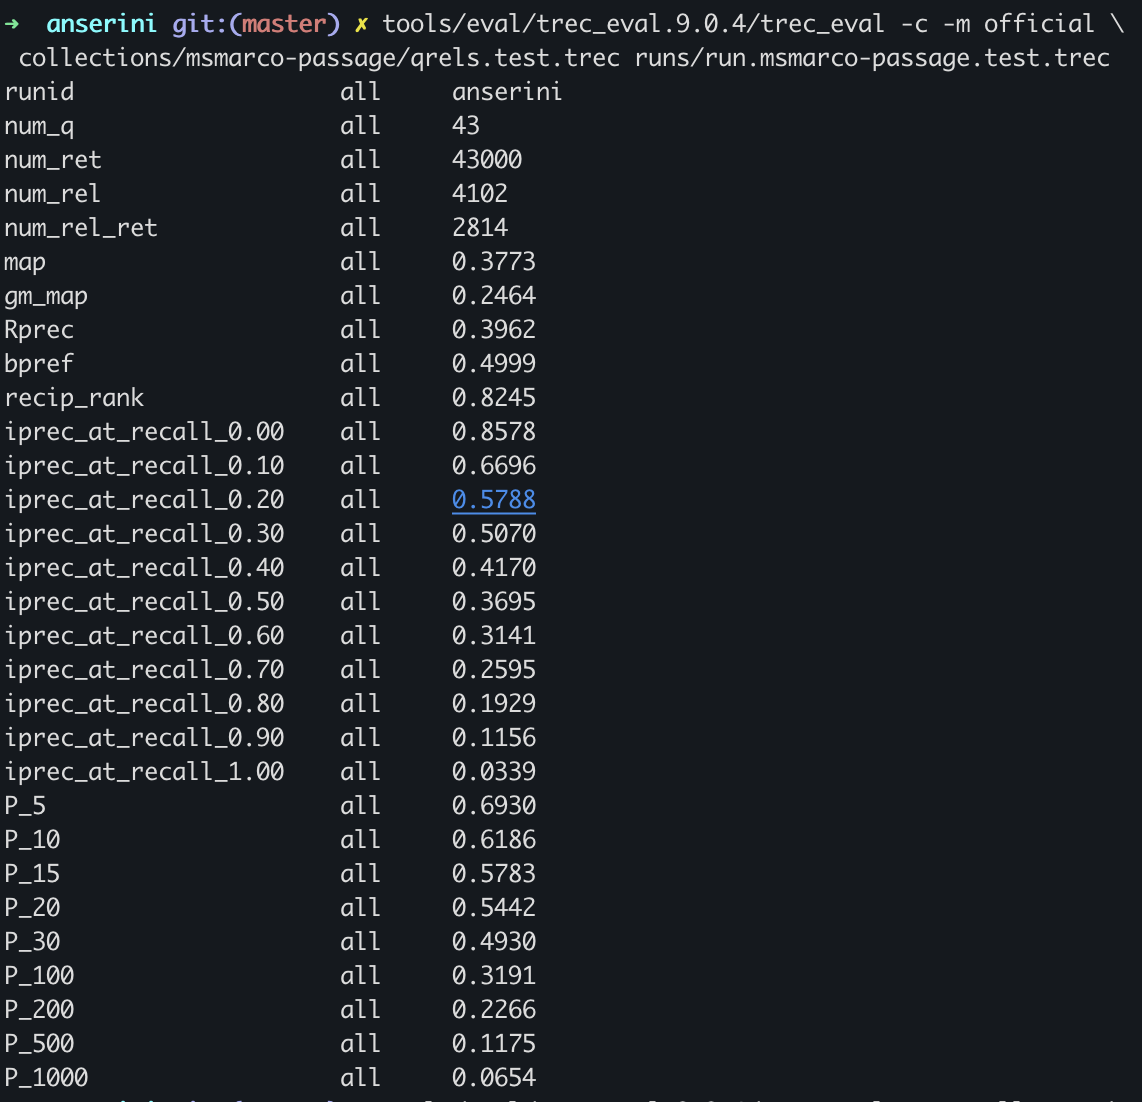 ➜  anserini git:(master) ✗ tools/eval/trec_eval.9.0.4/trec_eval -c -m official \
 collections/msmarco-passage/qrels.test.trec runs/run.msmarco-passage.test.trec
runid                   all     anserini
num_q                   all     43
num_ret                 all     43000
num_rel                 all     4102
num_rel_ret             all     2814
map                     all     0.3773
gm_map                  all     0.2464
Rprec                   all     0.3962
bpref                   all     0.4999
recip_rank              all     0.8245
iprec_at_recall_0.00    all     0.8578
iprec_at_recall_0.10    all     0.6696
iprec_at_recall_0.20    all     0.5788
iprec_at_recall_0.30    all     0.5070
iprec_at_recall_0.40    all     0.4170
iprec_at_recall_0.50    all     0.3695
iprec_at_recall_0.60    all     0.3141
iprec_at_recall_0.70    all     0.2595
iprec_at_recall_0.80    all     0.1929
iprec_at_recall_0.90    all     0.1156
iprec_at_recall_1.00    all     0.0339
P_5                     all     0.6930
P_10                    all     0.6186
P_15                    all     0.5783
P_20                    all     0.5442
P_30                    all     0.4930
P_100                   all     0.3191
P_200                   all     0.2266
P_500                   all     0.1175
P_1000                  all     0.0654